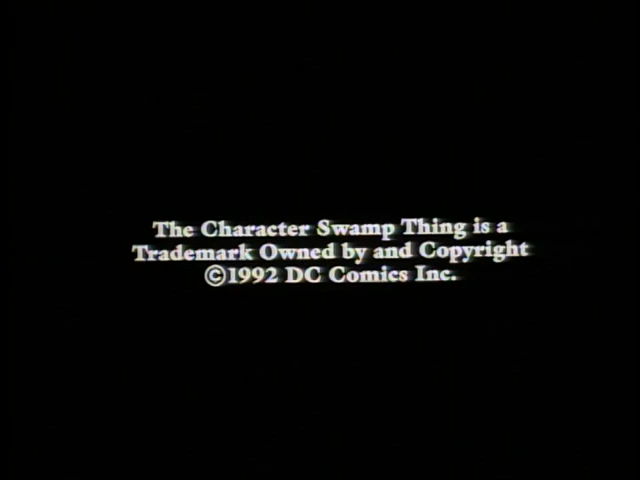 The Character Swamp Thing is a
Trademark Owned by and Copyright
©1992 DC Comics Inc.